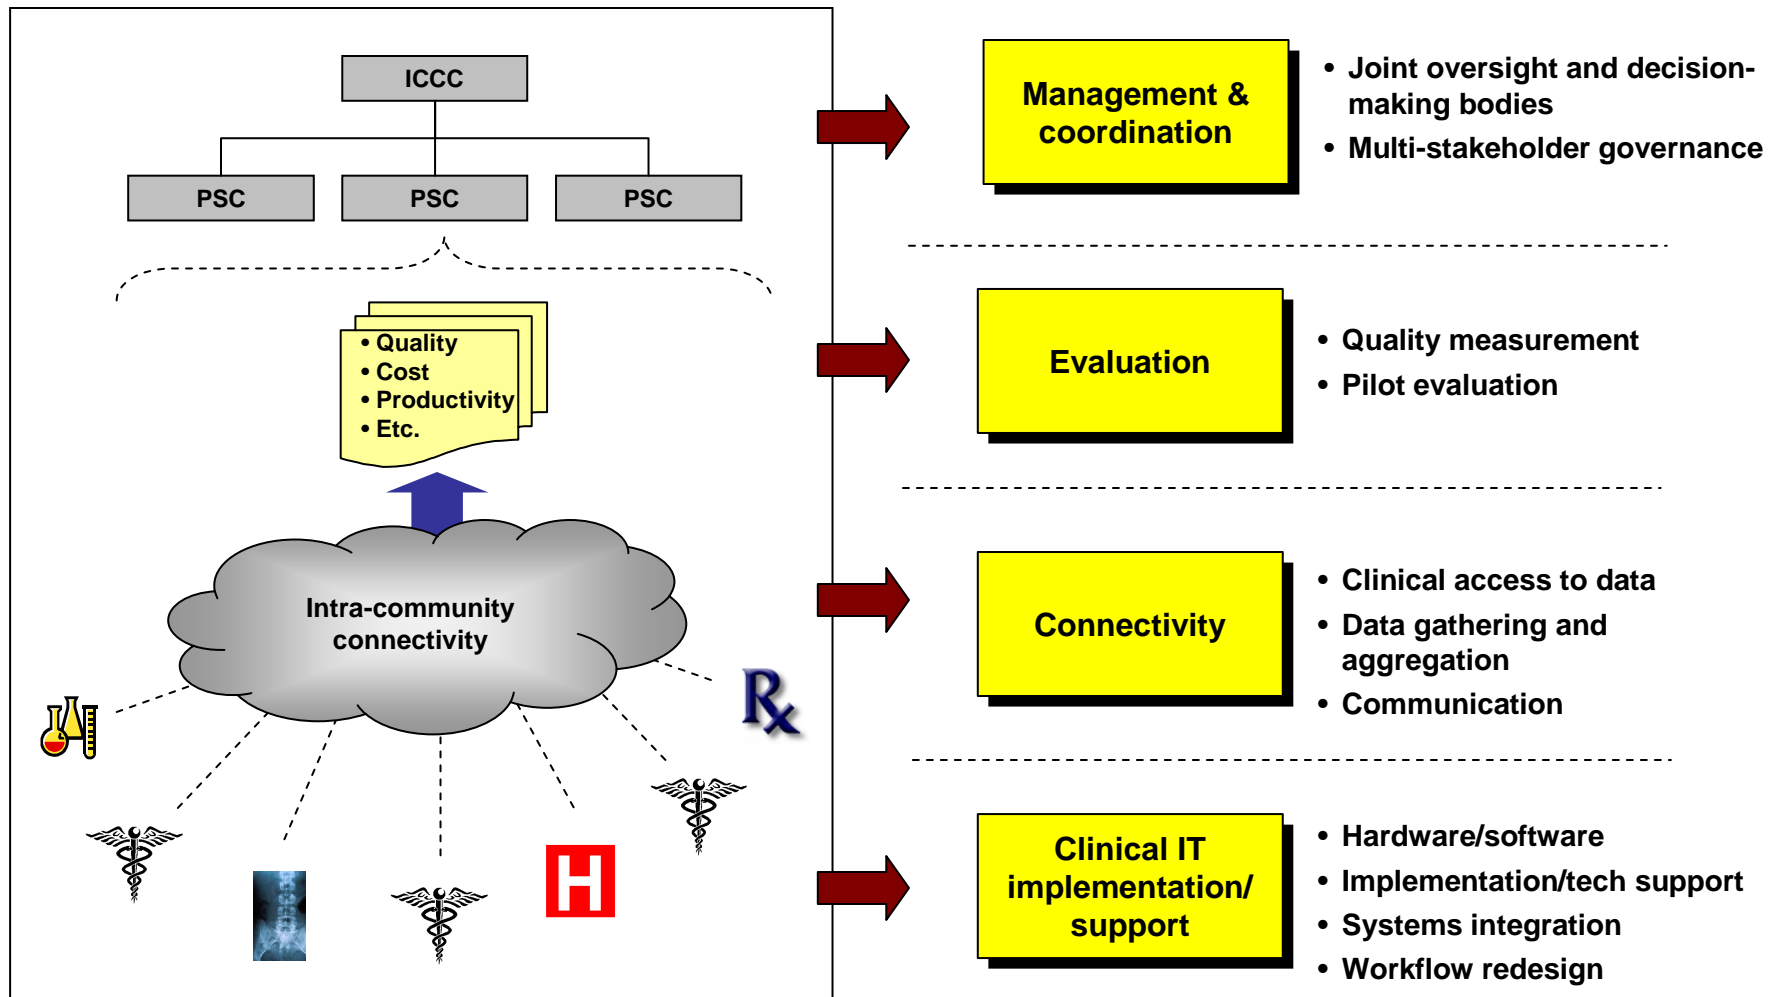 ICCC
PSC
PSC
PSC
• Quality
• Cost
• Productivity
• Etc.
Intra-community
connectivity
Rx
H
Management &
coordination
• Joint oversight and decision-
making bodies
• Multi-stakeholder governance
Evaluation
• Quality measurement
• Pilot evaluation
Connectivity
• Clinical access to data
• Data gathering and
aggregation
• Communication
Clinical IT
implementation/
support
• Hardware/software
• Implementation/tech support
• Systems integration
• Workflow redesign